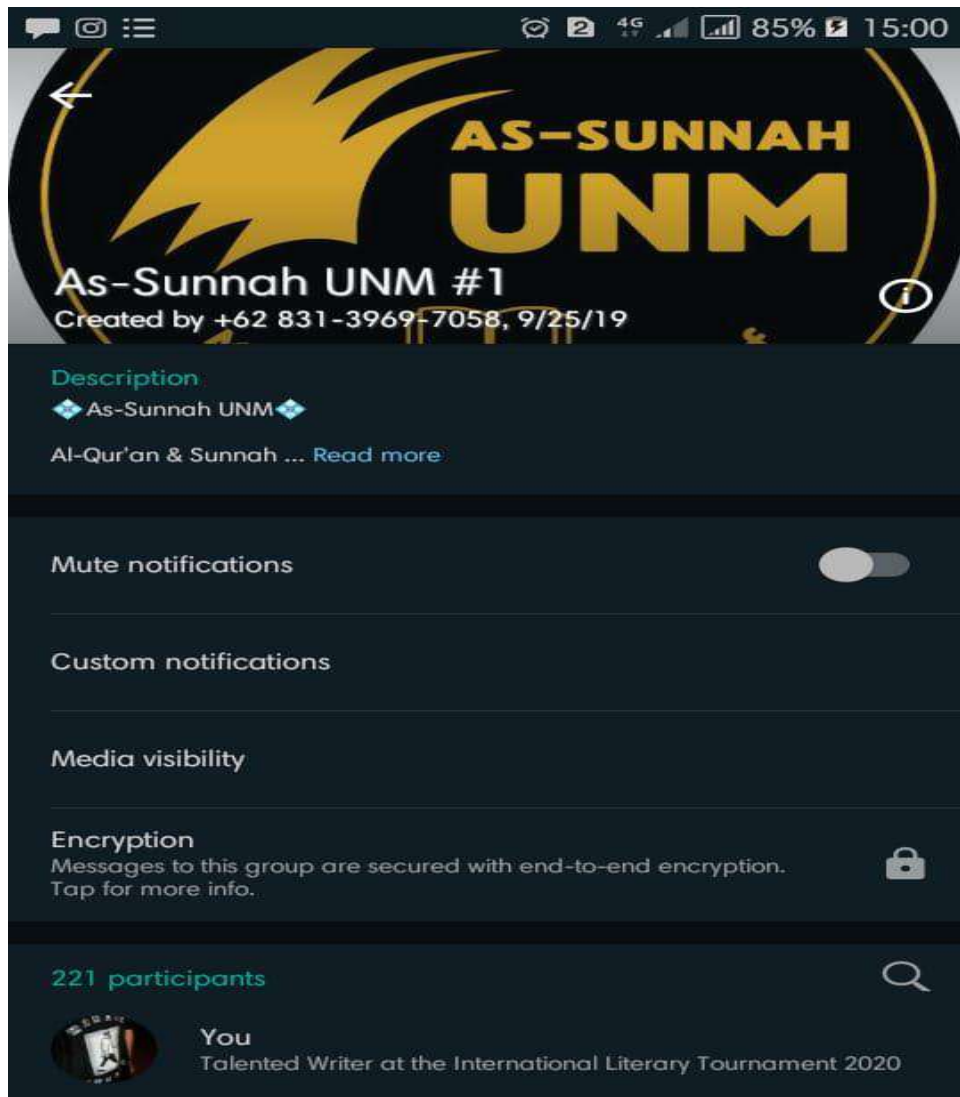 4G 85% 15:00
AS-SUNNAH
UNM
As-Sunnah UNM #1
Created by +62 831-3969-7058, 9/25/19
Description
💠As-Sunnah UNM💠
Al-Qur'an & Sunnah ... Read more
Mute notifications
Custom notifications
Media visibility
Encryption
Messages to this group are secured with end-to-end encryption.
Tap for more info.
221 participants
You
Talented Writer at the International Literary Tournament 2020